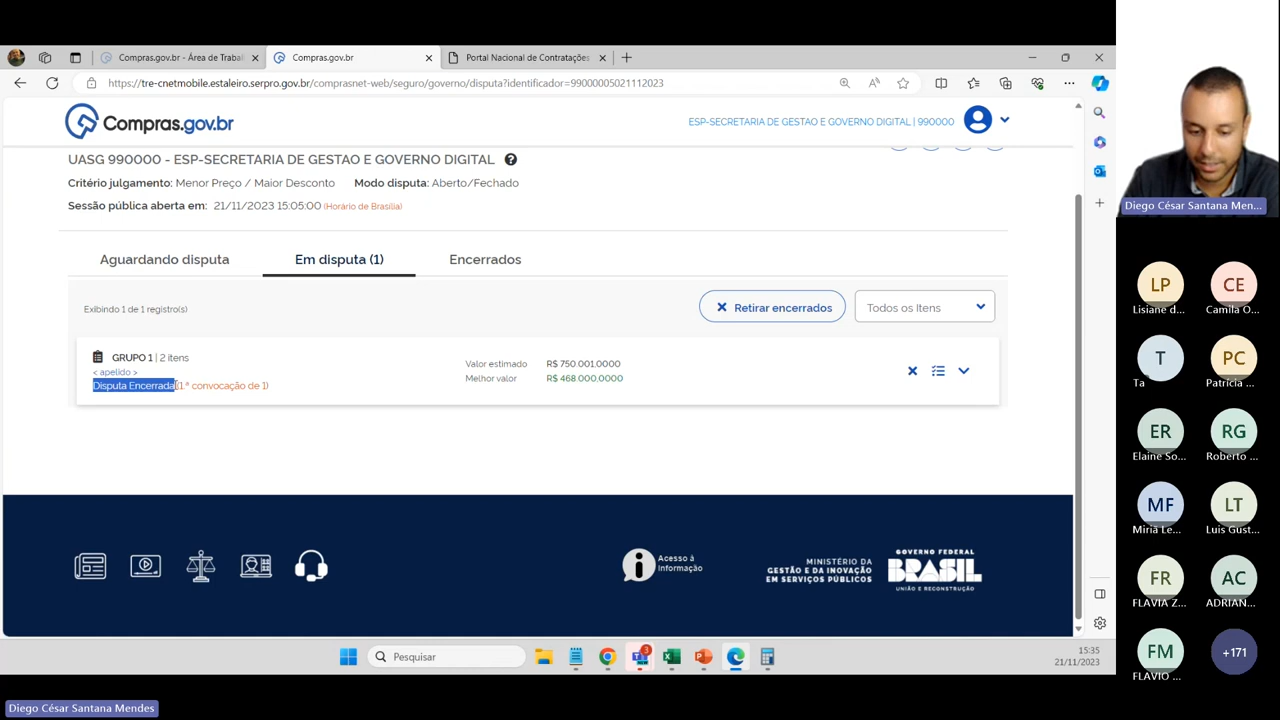 Compras.gov.br - Área de Trabal
Compras.gov.br
Portal Nacional de Contratações
https://tre-cnetmobile.estaleiro.serpro.gov.br/comprasnet-web/seguro/governo/disputa?identificador=99000005021112023
Compras.gov.br
ESP-SECRETARIA DE GESTAO E GOVERNO DIGITAL | 990000
UASG 990000 - ESP-SECRETARIA DE GESTAO E GOVERNO DIGITAL
Critério julgamento: Menor Preço / Maior Desconto Modo disputa: Aberto/Fechado
Sessão pública aberta em: 21/11/2023 15:05:00 (Horário de Brasília)
Aguardando disputa
Em disputa (1)
Encerrados
Exibindo 1 de 1 registro(s)
Retirar encerrados
Todos os Itens
GRUPO 1 | 2 itens
< apelido >
Disputa Encerrada (1.ª convocação de 1)
Valor estimado R$ 750.001,0000
Melhor valor R$ 468.000,0000
Acesso à
Informação
MINISTÉRIO DA
GESTÃO E DA INOVAÇÃO
EM SERVIÇOS PÚBLICOS
GOVERNO FEDERAL
BRASIL
UNIÃO E RECONSTRUÇÃO
Pesquisar
3
15:35
21/11/2023
Diego César Santana Mendes
Diego César Santana Men...
LP
Lisiane d...
CE
Camila O...
T
Ta
PC
Patrícia ...
ER
Elaine So...
RG
Roberto ...
MF
Miriã Le...
LT
Luis Gust...
FR
FLAVIA Z...
AC
ADRIAN...
FM
FLAVIO ...
+171